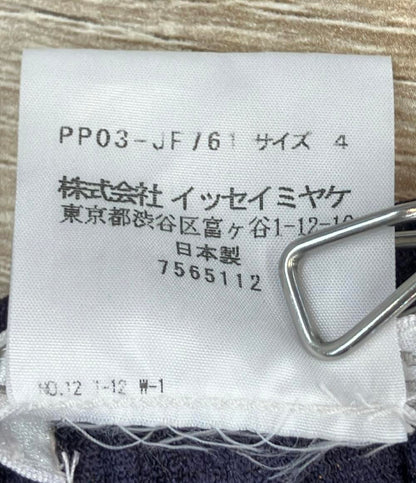 PP03-JF761 サイズ 4
株式会社 イッセイミヤケ
東京都渋谷区富ヶ谷1-12-10
日本製
7565112
NO.12 1-12 W-1